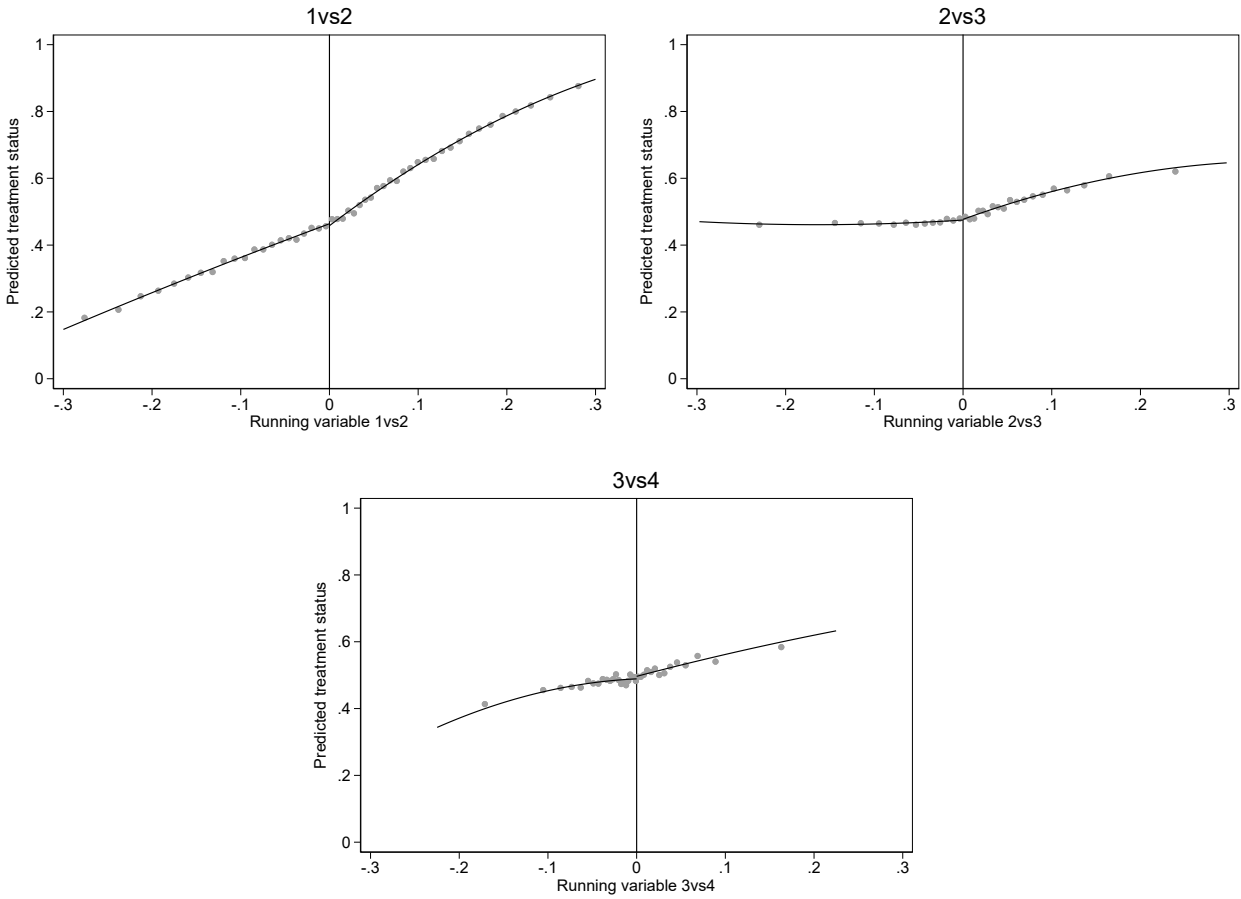 1vs2
Predicted treatment status
1
.8
.6
.4
.2
0
-.3 -.2 -.1 0 .1 .2 .3
Running variable 1vs2
2vs3
Predicted treatment status
1
.8
.6
.4
.2
0
-.3 -.2 -.1 0 .1 .2 .3
Running variable 2vs3
3vs4
Predicted treatment status
1
.8
.6
.4
.2
0
-.3 -.2 -.1 0 .1 .2 .3
Running variable 3vs4